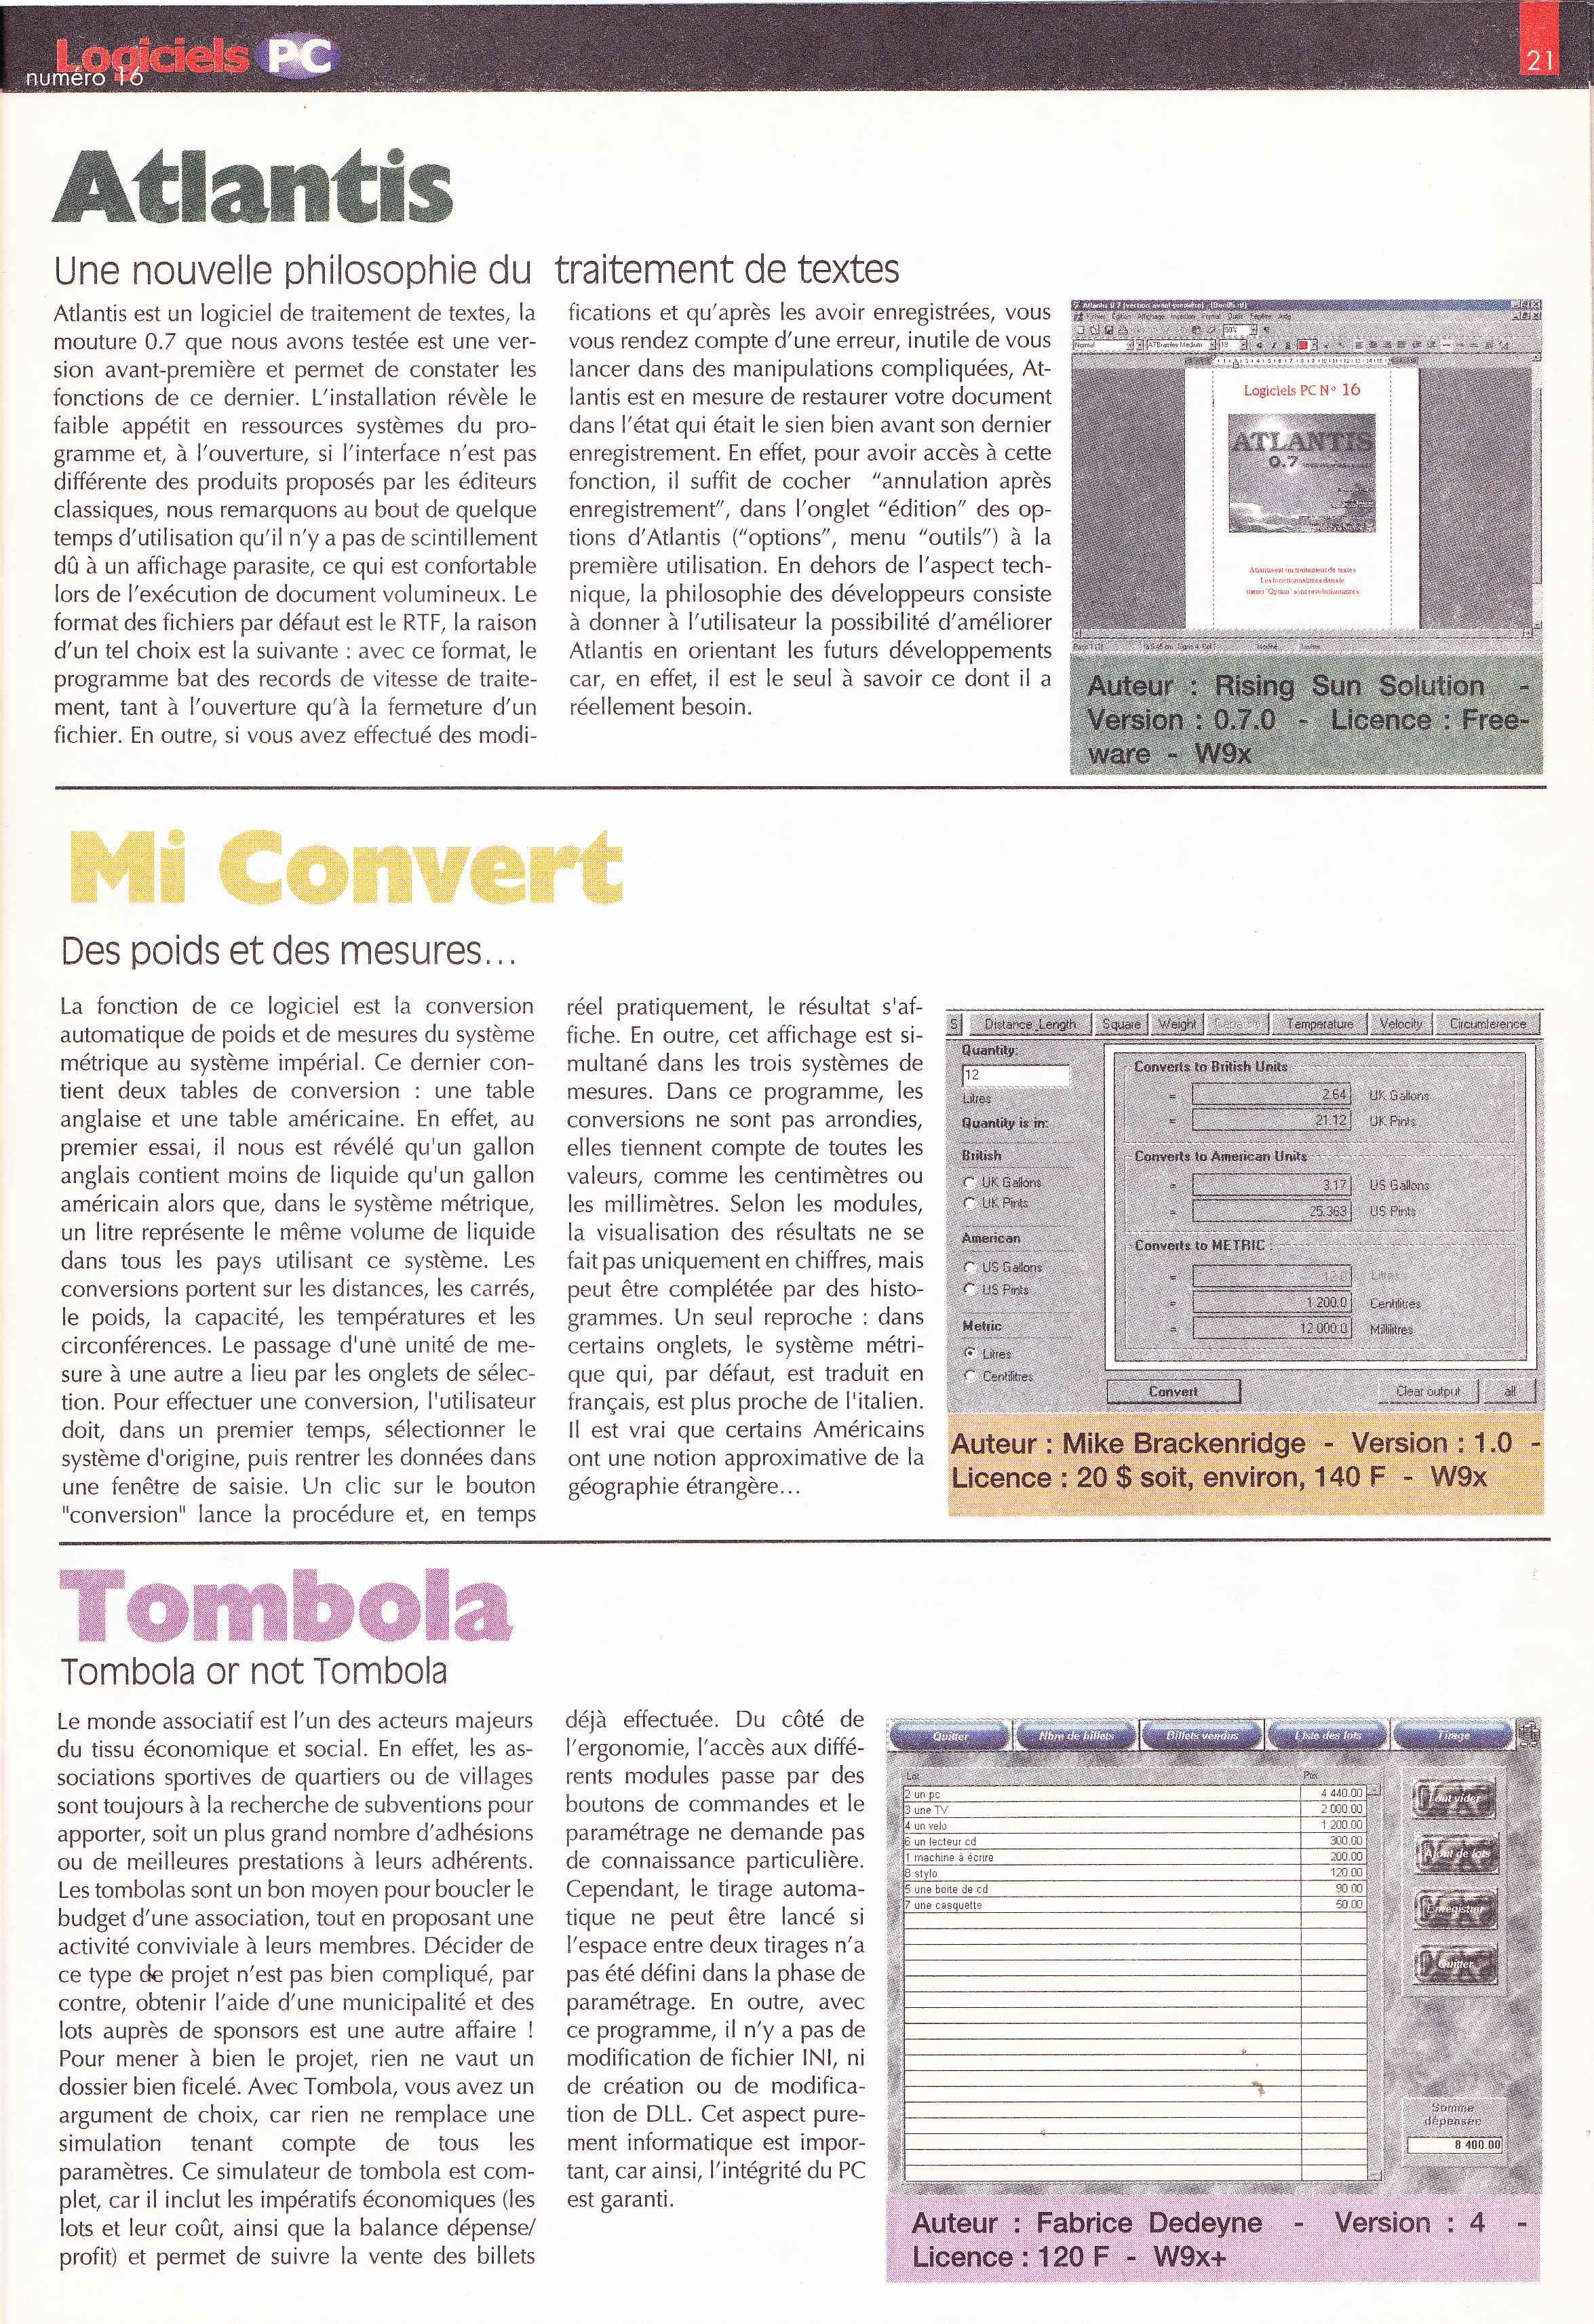 Logiciels PC
numéro 16
21
Atlantis
Une nouvelle philosophie du traitement de textes
Atlantis est un logiciel de traitement de textes, la
mouture 0.7 que nous avons testée est une ver-
sion avant-première et permet de constater les
fonctions de ce dernier. L'installation révèle le
faible appétit en ressources systèmes du pro-
gramme et, à l'ouverture, si l'interface n'est pas
différente des produits proposés par les éditeurs
classiques, nous remarquons au bout de quelque
temps d'utilisation qu'il n'y a pas de scintillement
dû à un affichage parasite, ce qui est confortable
lors de l'exécution de document volumineux. Le
format des fichiers par défaut est le RTF, la raison
d'un tel choix est la suivante : avec ce format, le
programme bat des records de vitesse de traite-
ment, tant à l'ouverture qu'à la fermeture d'un
fichier. En outre, si vous avez effectué des modi-
fications et qu'après les avoir enregistrées, vous
vous rendez compte d'une erreur, inutile de vous
lancer dans des manipulations compliquées, At-
lantis est en mesure de restaurer votre document
dans l'état qui était le sien bien avant son dernier
enregistrement. En effet, pour avoir accès à cette
fonction, il suffit de cocher "annulation après
enregistrement", dans l'onglet "édition" des op-
tions d'Atlantis ("options", menu "outils") à la
première utilisation. En dehors de l'aspect tech-
nique, la philosophie des développeurs consiste
à donner à l'utilisateur la possibilité d'améliorer
Atlantis en orientant les futurs développements
car, en effet, il est le seul à savoir ce dont il a
réellement besoin.
Logiciels PC N° 16
ATLANTIS
0.7
Auteur : Rising Sun Solution -
Version : 0.7.0 - Licence : Free-
ware - W9x
Mi Convert
Des poids et des mesures...
La fonction de ce logiciel est la conversion
automatique de poids et de mesures du système
métrique au système impérial. Ce dernier con-
tient deux tables de conversion : une table
anglaise et une table américaine. En effet, au
premier essai, il nous est révélé qu'un gallon
anglais contient moins de liquide qu'un gallon
américain alors que, dans le système métrique,
un litre représente le même volume de liquide
dans tous les pays utilisant ce système. Les
conversions portent sur les distances, les carrés,
le poids, la capacité, les températures et les
circonférences. Le passage d'une unité de me-
sure à une autre a lieu par les onglets de sélec-
tion. Pour effectuer une conversion, l'utilisateur
doit, dans un premier temps, sélectionner le
système d'origine, puis rentrer les données dans
une fenêtre de saisie. Un clic sur le bouton
"conversion" lance la procédure et, en temps
réel pratiquement, le résultat s'af-
fiche. En outre, cet affichage est si-
multané dans les trois systèmes de
mesures. Dans ce programme, les
conversions ne sont pas arrondies,
elles tiennent compte de toutes les
valeurs, comme les centimètres ou
les millimètres. Selon les modules,
la visualisation des résultats ne se
fait pas uniquement en chiffres, mais
peut être complétée par des histo-
grammes. Un seul reproche : dans
certains onglets, le système métri-
que qui, par défaut, est traduit en
français, est plus proche de l'italien.
Il est vrai que certains Américains
ont une notion approximative de la
géographie étrangère...
S Distance_Length Square Weight Temperature Velocity Circumference
Quantity:
12
Litres
Quantity is in:
British
UK Gallons
UK Pints
American
US Gallons
US Pints
Metric
Litres
Centilitres
Converts to British Units
= 2.64 UK Gallons
= 21.12 UK Pints
Converts to American Units
= 3.17 US Gallons
= 25.363 US Pints
Converts to METRIC :
= 12.0 Litres
= 1 200.0 Centilitres
= 12 000.0 Millilitres
Convert Clear output all
Auteur : Mike Brackenridge - Version : 1.0 -
Licence : 20 $ soit, environ, 140 F - W9x
Tombola
Tombola or not Tombola
Le monde associatif est l'un des acteurs majeurs
du tissu économique et social. En effet, les as-
sociations sportives de quartiers ou de villages
sont toujours à la recherche de subventions pour
apporter, soit un plus grand nombre d'adhésions
ou de meilleures prestations à leurs adhérents.
Les tombolas sont un bon moyen pour boucler le
budget d'une association, tout en proposant une
activité conviviale à leurs membres. Décider de
ce type de projet n'est pas bien compliqué, par
contre, obtenir l'aide d'une municipalité et des
lots auprès de sponsors est une autre affaire !
Pour mener à bien le projet, rien ne vaut un
dossier bien ficelé. Avec Tombola, vous avez un
argument de choix, car rien ne remplace une
simulation tenant compte de tous les
paramètres. Ce simulateur de tombola est com-
plet, car il inclut les impératifs économiques (les
lots et leur coût, ainsi que la balance dépense/
profit) et permet de suivre la vente des billets
déjà effectuée. Du côté de
l'ergonomie, l'accès aux diffé-
rents modules passe par des
boutons de commandes et le
paramétrage ne demande pas
de connaissance particulière.
Cependant, le tirage automa-
tique ne peut être lancé si
l'espace entre deux tirages n'a
pas été défini dans la phase de
paramétrage. En outre, avec
ce programme, il n'y a pas de
modification de fichier INI, ni
de création ou de modifica-
tion de DLL. Cet aspect pure-
ment informatique est impor-
tant, car ainsi, l'intégrité du PC
est garanti.
Quitter Nbre de billets Billets vendus Liste des lots Tirage
Lot Prix
2 un pc 4 440.00
3 une TV 2 000.00
4 un velo 1 200.00
6 un lecteur cd 300.00
1 machine à écrire 200.00
8 stylo 120.00
5 une boite de cd 90.00
7 une casquette 50.00
Tout vider
Ajout de lots
Enregistrer
Quitter
Somme
dépensée
8 400.00
Auteur : Fabrice Dedeyne - Version : 4 -
Licence : 120 F - W9x+